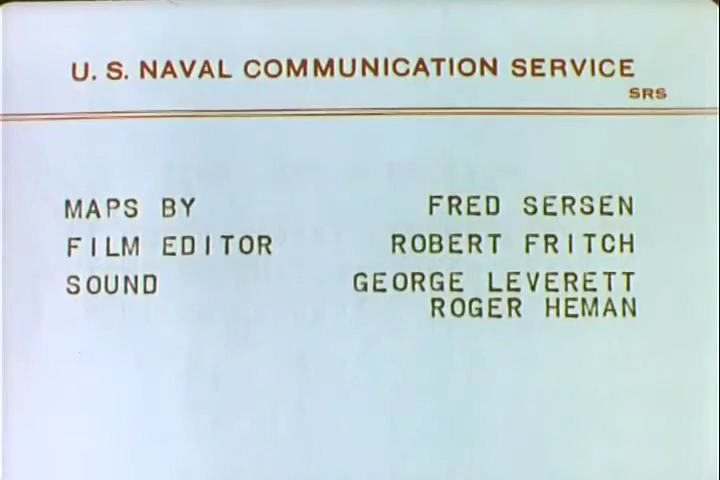 U. S. NAVAL COMMUNICATION SERVICE
SRS
MAPS BY FRED SERSEN
FILM EDITOR ROBERT FRITCH
SOUND GEORGE LEVERETT
ROGER HEMAN